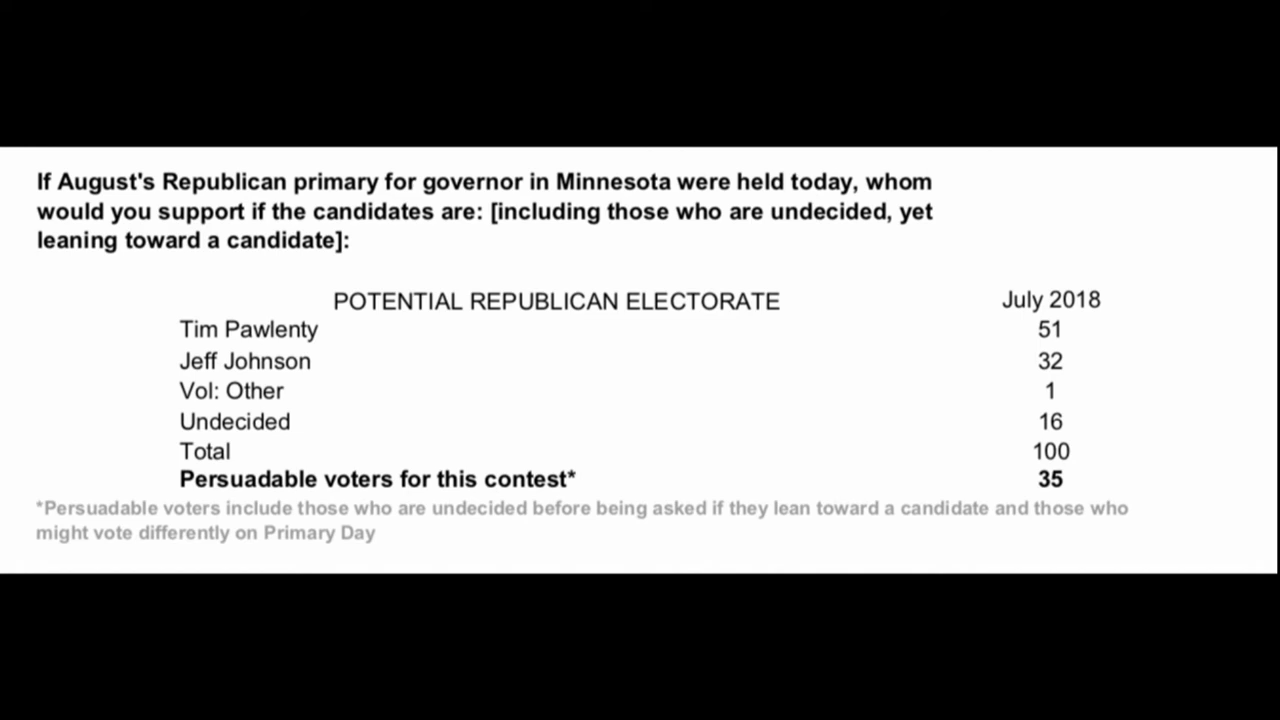 If August's Republican primary for governor in Minnesota were held today, whom
would you support if the candidates are: [including those who are undecided, yet
leaning toward a candidate]:
POTENTIAL REPUBLICAN ELECTORATE July 2018
Tim Pawlenty 51
Jeff Johnson 32
Vol: Other 1
Undecided 16
Total 100
Persuadable voters for this contest* 35
*Persuadable voters include those who are undecided before being asked if they lean toward a candidate and those who
might vote differently on Primary Day